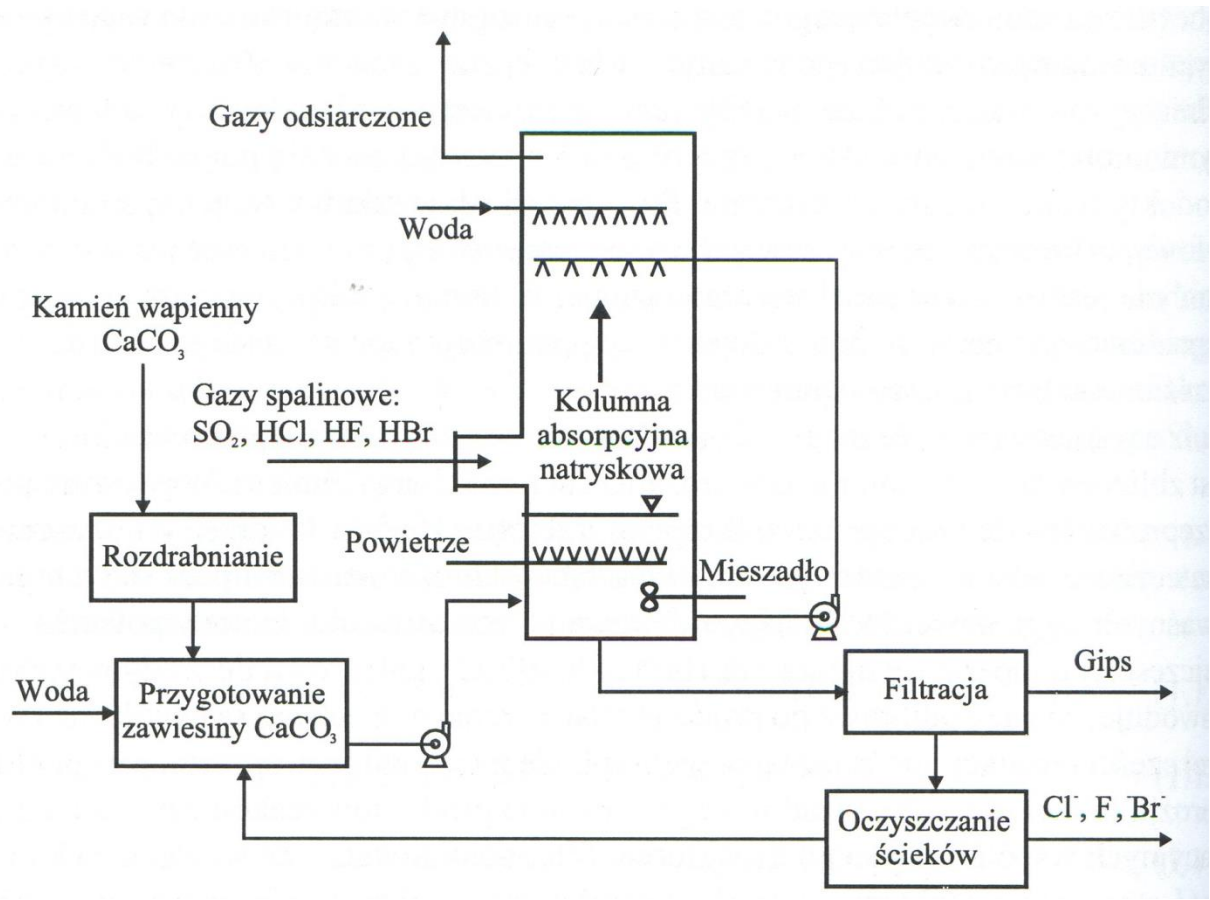 Gazy odsiarczone
Woda
Kamień wapienny
CaCO₃
Gazy spalinowe:
SO₂, HCl, HF, HBr
Kolumna
absorpcyjna
natryskowa
Rozdrabnianie
Powietrze
Mieszadło
Woda
Przygotowanie
zawiesiny CaCO₃
Filtracja
Gips
Oczyszczanie
ścieków
Cl⁻, F, ⁻Br⁻